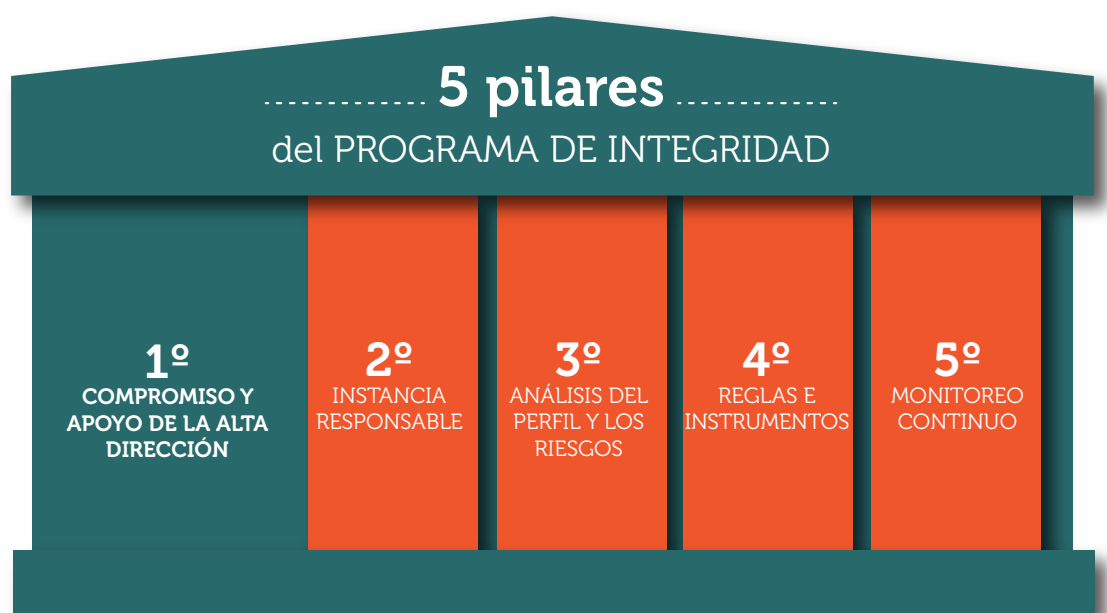 5 pilares
del PROGRAMA DE INTEGRIDAD
1º
COMPROMISO Y
APOYO DE LA ALTA
DIRECCIÓN
2º
INSTANCIA
RESPONSABLE
3º
ANÁLISIS DEL
PERFIL Y LOS
RIESGOS
4º
REGLAS E
INSTRUMENTOS
5º
MONITOREO
CONTINUO